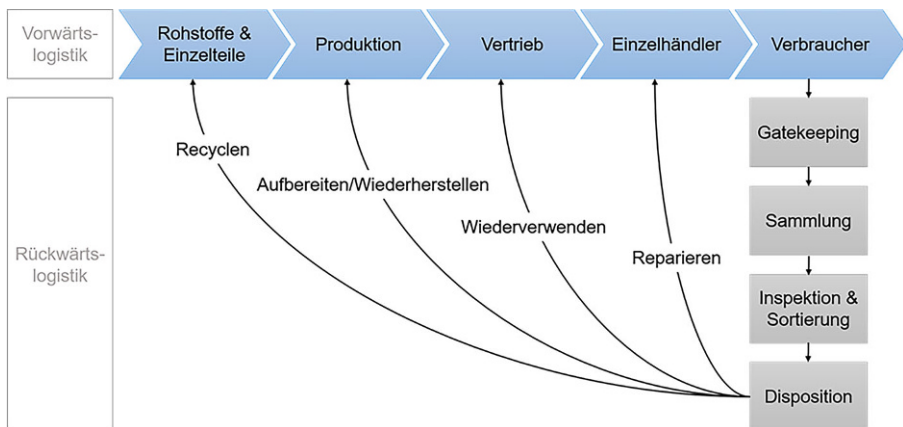 Vorwärts-
logistik
Rohstoffe &
Einzelteile
Produktion
Vertrieb
Einzelhändler
Verbraucher
Rückwärts-
logistik
Recyclen
Aufbereiten/Wiederherstellen
Wiederverwenden
Reparieren
Gatekeeping
Sammlung
Inspektion &
Sortierung
Disposition